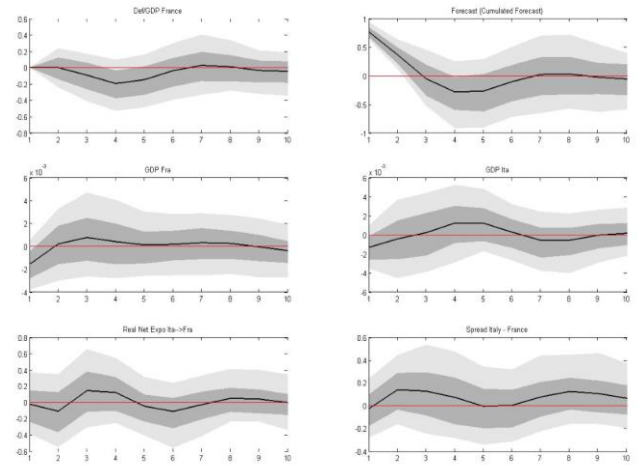 Def/GDP France
0.6
0.4
0.2
0
-0.2
-0.4
-0.6
-0.8
1 2 3 4 5 6 7 8 9 10
Forecast (Cumulated Forecast)
1
0.5
0
-0.5
-1
1 2 3 4 5 6 7 8 9 10
GDP Fra
x 10⁻³
6
4
2
0
-2
-4
1 2 3 4 5 6 7 8 9 10
GDP Ita
x 10⁻³
6
4
2
0
-2
-4
-6
1 2 3 4 5 6 7 8 9 10
Real Net Expo Ita-->Fra
0.8
0.6
0.4
0.2
0
-0.2
-0.4
-0.6
1 2 3 4 5 6 7 8 9 10
Spread Italy - France
0.6
0.4
0.2
0
-0.2
-0.4
1 2 3 4 5 6 7 8 9 10